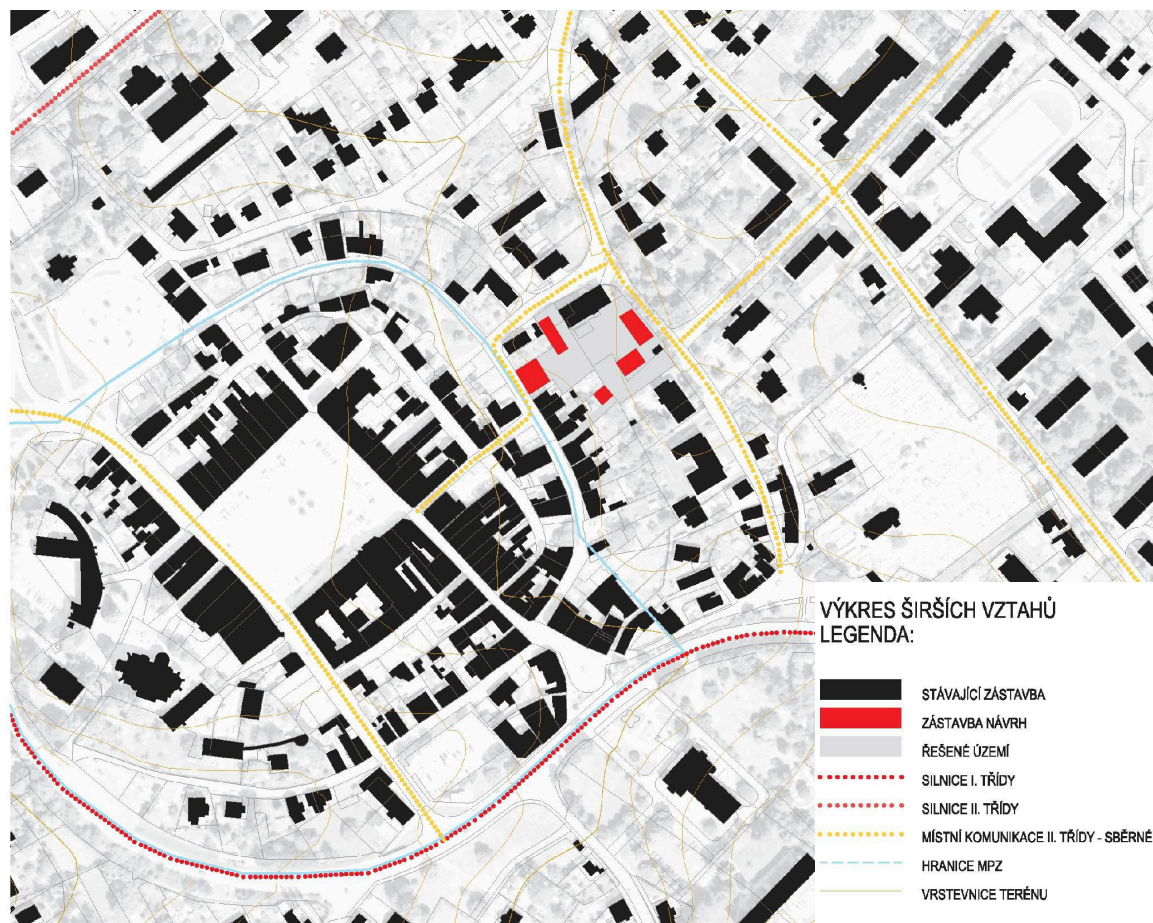 VÝKRES ŠIRŠÍCH VZTAHŮ
LEGENDA:
STÁVAJÍCÍ ZÁSTAVBA
ZÁSTAVBA NÁVRH
ŘEŠENÉ ÚZEMÍ
SILNICE I. TŘÍDY
SILNICE II. TŘÍDY
MÍSTNÍ KOMUNIKACE II. TŘÍDY - SBĚRNÉ
HRANICE MPZ
VRSTEVNICE TERÉNU